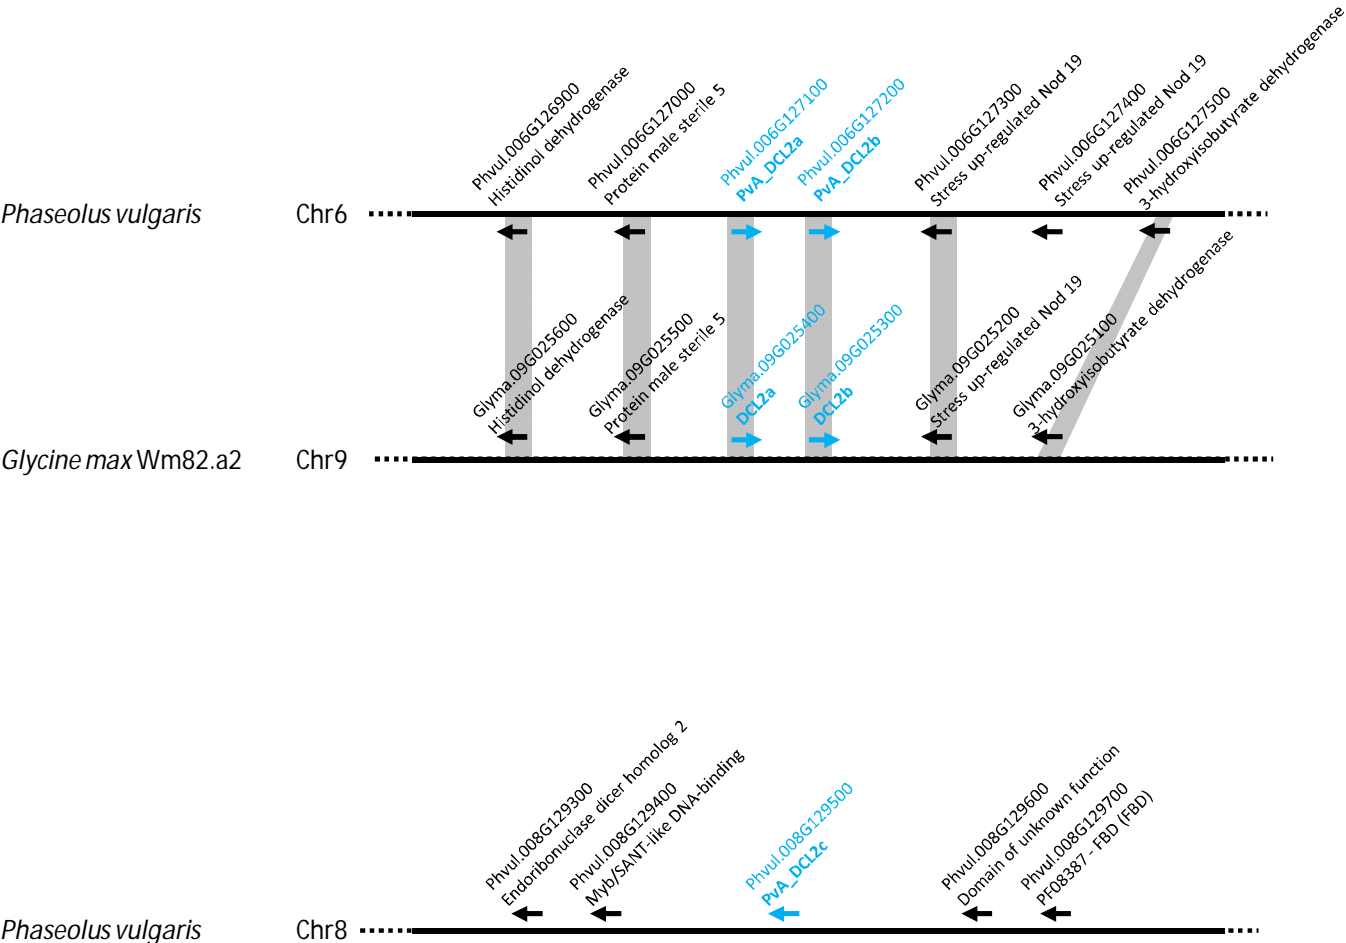 Phvul.006G126900
Histidinol dehydrogenase
Phvul.006G127000
Protein male sterile 5
Phvul.006G127100
PvA_DCL2a
Phvul.006G127200
PvA_DCL2b
Phvul.006G127300
Stress up-regulated Nod 19
Phvul.006G127400
Stress up-regulated Nod 19
Phvul.006G127500
3-hydroxyisobutyrate dehydrogenase
Phaseolus vulgaris Chr6
Glyma.09G025600
Histidinol dehydrogenase
Glyma.09G025500
Protein male sterile 5
Glyma.09G025400
DCL2a
Glyma.09G025300
DCL2b
Glyma.09G025200
Stress up-regulated Nod 19
Glyma.09G025100
3-hydroxyisobutyrate dehydrogenase
Glycine max Wm82.a2 Chr9
Phvul.008G129300
Endoribonuclase dicer homolog 2
Phvul.008G129400
Myb/SANT-like DNA-binding
Phvul.008G129500
PvA_DCL2c
Phvul.008G129600
Domain of unknown function
Phvul.008G129700
PF08387 - FBD (FBD)
Phaseolus vulgaris Chr8